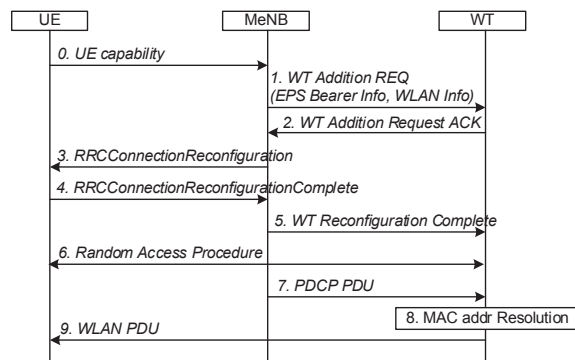 UE MeNB WT
0. UE capability
1. WT Addition REQ
(EPS Bearer Info, WLAN Info)
2. WT Addition Request ACK
3. RRCConnectionReconfiguration
4. RRCConnectionReconfigurationComplete
5. WT Reconfiguration Complete
6. Random Access Procedure
7. PDCP PDU
8. MAC addr Resolution
9. WLAN PDU